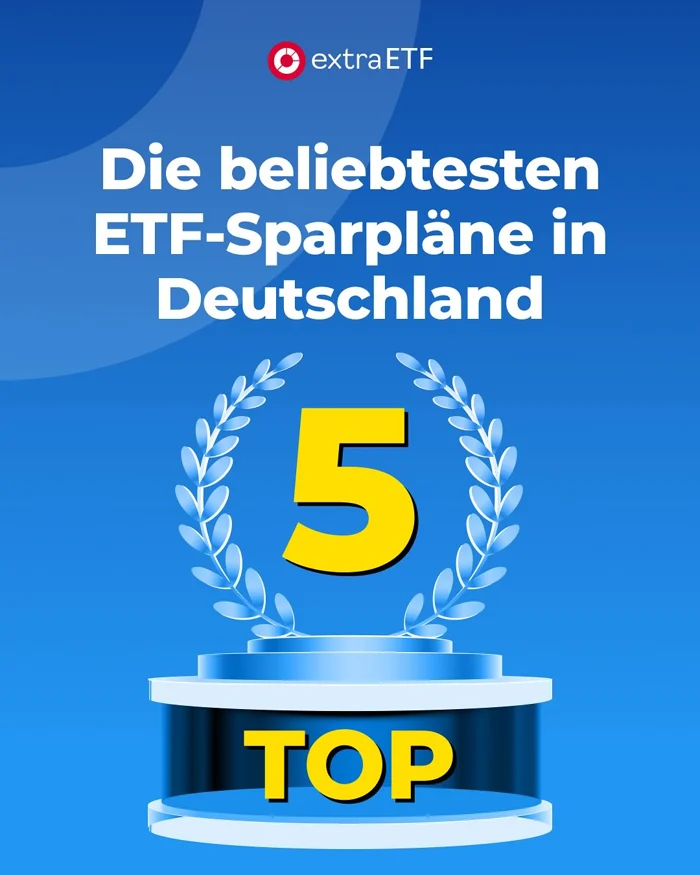 extraETF
Die beliebtesten
ETF-Sparpläne in
Deutschland
5
TOP